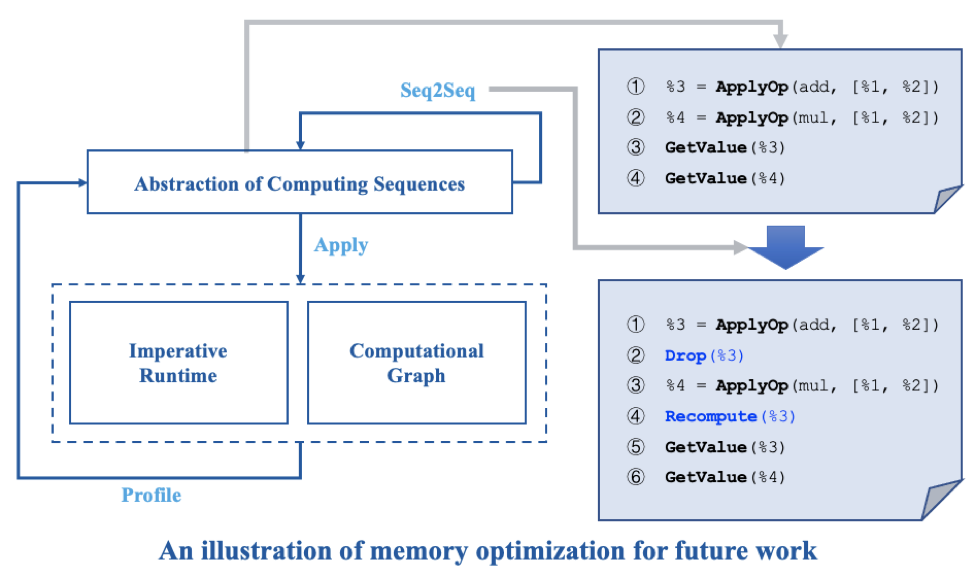 Seq2Seq
Abstraction of Computing Sequences
Apply
Imperative
Runtime
Computational
Graph
Profile
① %3 = ApplyOp(add, [%1, %2])
② %4 = ApplyOp(mul, [%1, %2])
③ GetValue(%3)
④ GetValue(%4)
① %3 = ApplyOp(add, [%1, %2])
② Drop(%3)
③ %4 = ApplyOp(mul, [%1, %2])
④ Recompute(%3)
⑤ GetValue(%3)
⑥ GetValue(%4)
An illustration of memory optimization for future work